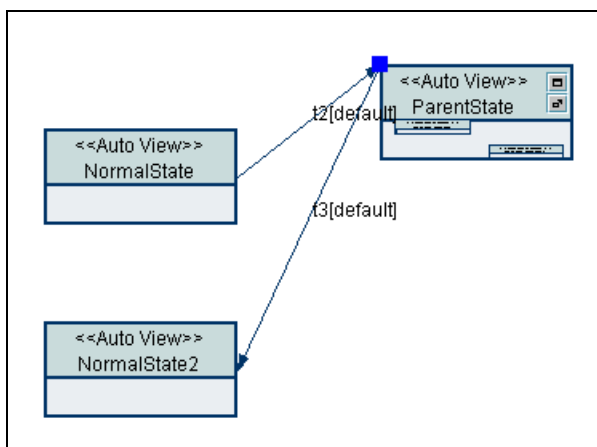 <<Auto View>>
ParentState
t2[default]
<<Auto View>>
NormalState
t3[default]
<<Auto View>>
NormalState2